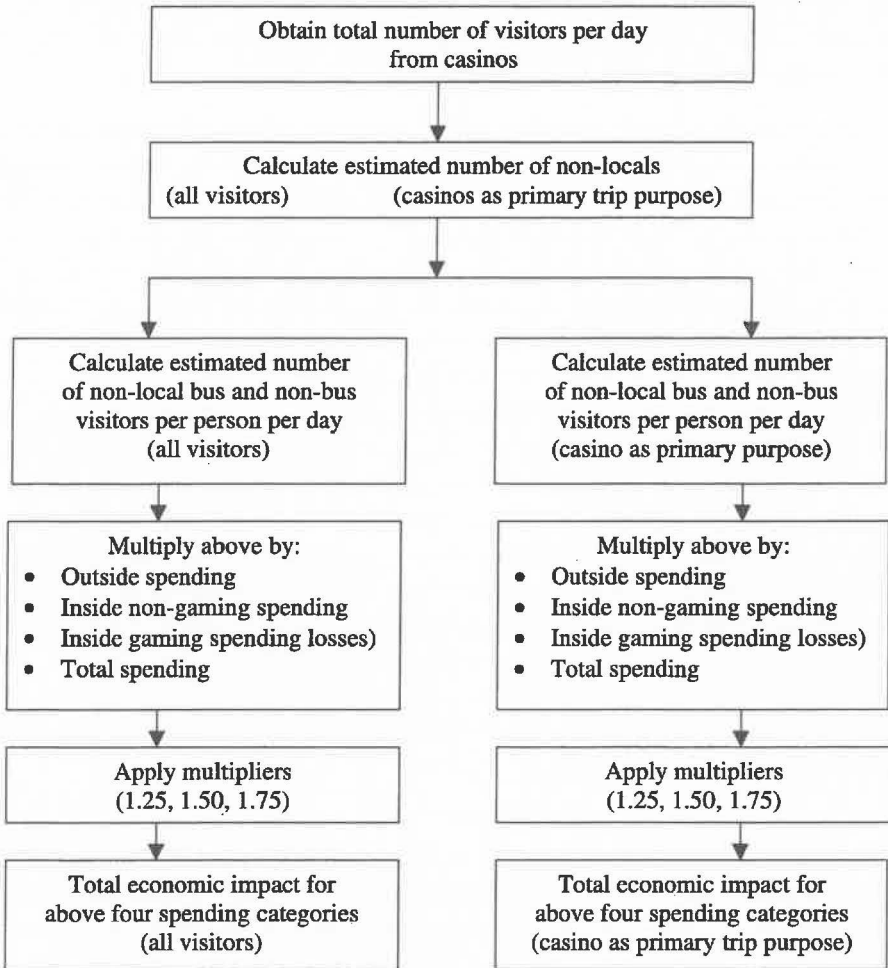 Obtain total number of visitors per day
from casinos
Calculate estimated number of non-locals
(all visitors) (casinos as primary trip purpose)
Calculate estimated number
of non-local bus and non-bus
visitors per person per day
(all visitors)
Calculate estimated number
of non-local bus and non-bus
visitors per person per day
(casino as primary purpose)
Multiply above by:
• Outside spending
• Inside non-gaming spending
• Inside gaming spending losses)
• Total spending
Multiply above by:
• Outside spending
• Inside non-gaming spending
• Inside gaming spending losses)
• Total spending
Apply multipliers
(1.25, 1.50, 1.75)
Apply multipliers
(1.25, 1.50, 1.75)
Total economic impact for
above four spending categories
(all visitors)
Total economic impact for
above four spending categories
(casino as primary trip purpose)